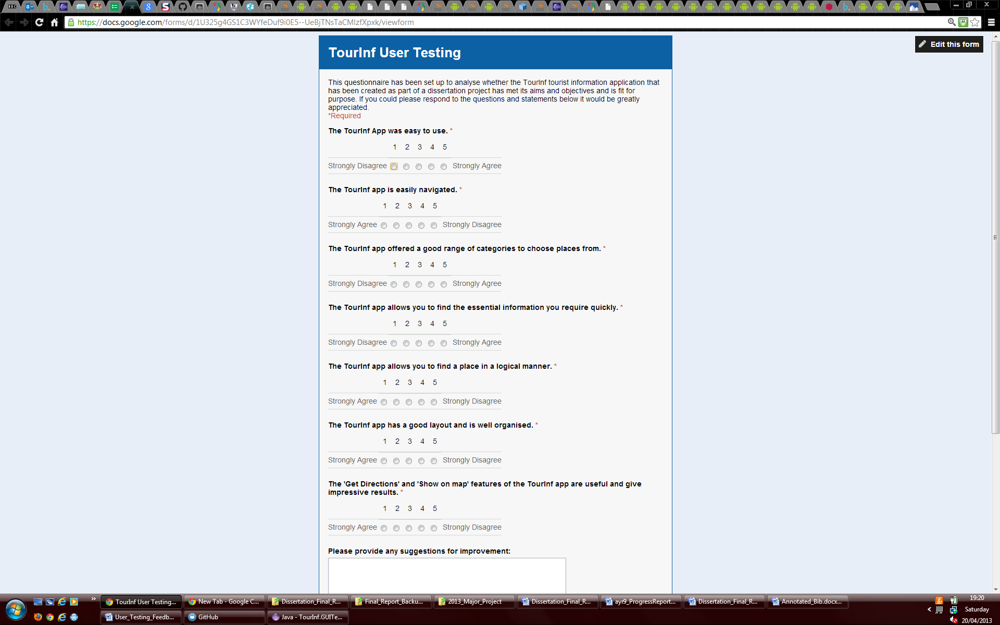 BBC
https://docs.google.com/forms/d/1U325g4GS1C3WYfeDuf9i0E5--UeBjTNsTaCMlzfXpxk/viewform
Edit this form
TourInf User Testing
This questionnaire has been set up to analyse whether the TourInf tourist information application that
has been created as part of a dissertation project has met its aims and objectives and is fit for
purpose. If you could please respond to the questions and statements below it would be greatly
appreciated.
*Required
The TourInf App was easy to use. *
1 2 3 4 5
Strongly Disagree Strongly Agree
The TourInf app is easily navigated. *
1 2 3 4 5
Strongly Agree Strongly Disagree
The TourInf app offered a good range of categories to choose places from. *
1 2 3 4 5
Strongly DIsagree Strongly Agree
The TourInf app allows you to find the essential information you require quickly. *
1 2 3 4 5
Strongly Disagree Strongly Agree
The TourInf app allows you to find a place in a logical manner. *
1 2 3 4 5
Strongly Agree Strongly Disagree
The TourInf app has a good layout and is well organised. *
1 2 3 4 5
Strongly Agree Strongly Disagree
The 'Get Directions' and 'Show on map' features of the TourInf app are useful and give
impressive results. *
1 2 3 4 5
Strongly Agree Strongly Disagree
Please provide any suggestions for improvement:
TourInf User Testing... New Tab - Google C... Dissertation_Final_R... Final_Report_Backu... 2013_Major_Project Dissertation_Final_R... ayr9_ProgressReport... Dissertation_Final_R... Annotated_Bib.docx...
User_Testing_Feedb... GitHub Java - TourInf.GUITe...
19:20
Saturday
20/04/2013